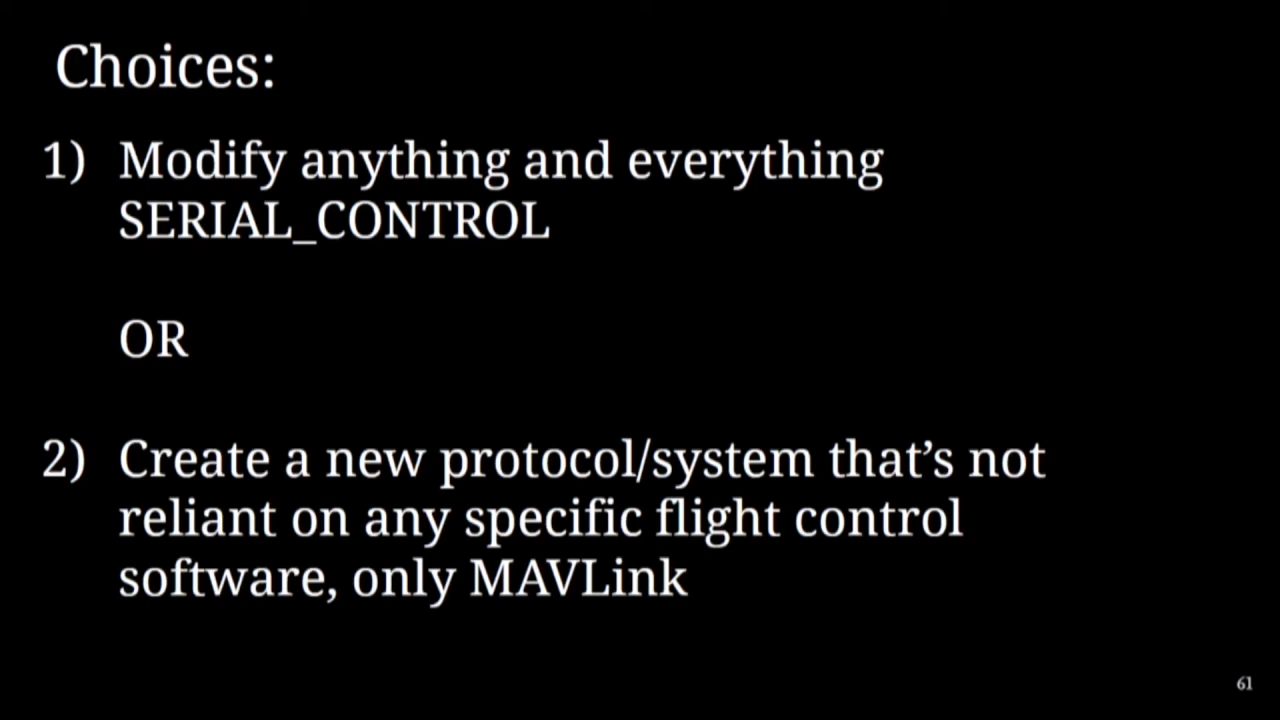 Choices:
1) Modify anything and everything
SERIAL_CONTROL
OR
2) Create a new protocol/system that’s not
reliant on any specific flight control
software, only MAVLink
61